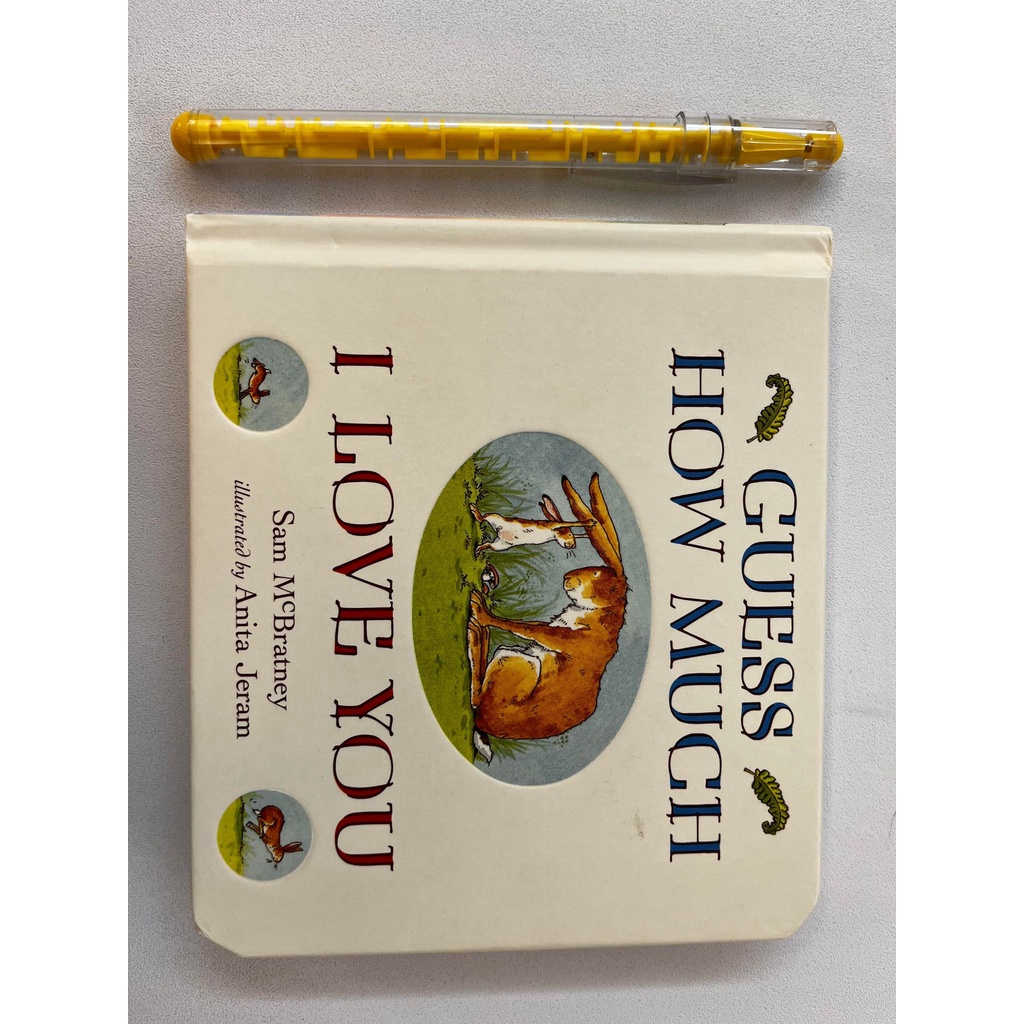 GUESS
HOW MUCH
I LOVE YOU
Sam McBratney
illustrated by Anita Jeram